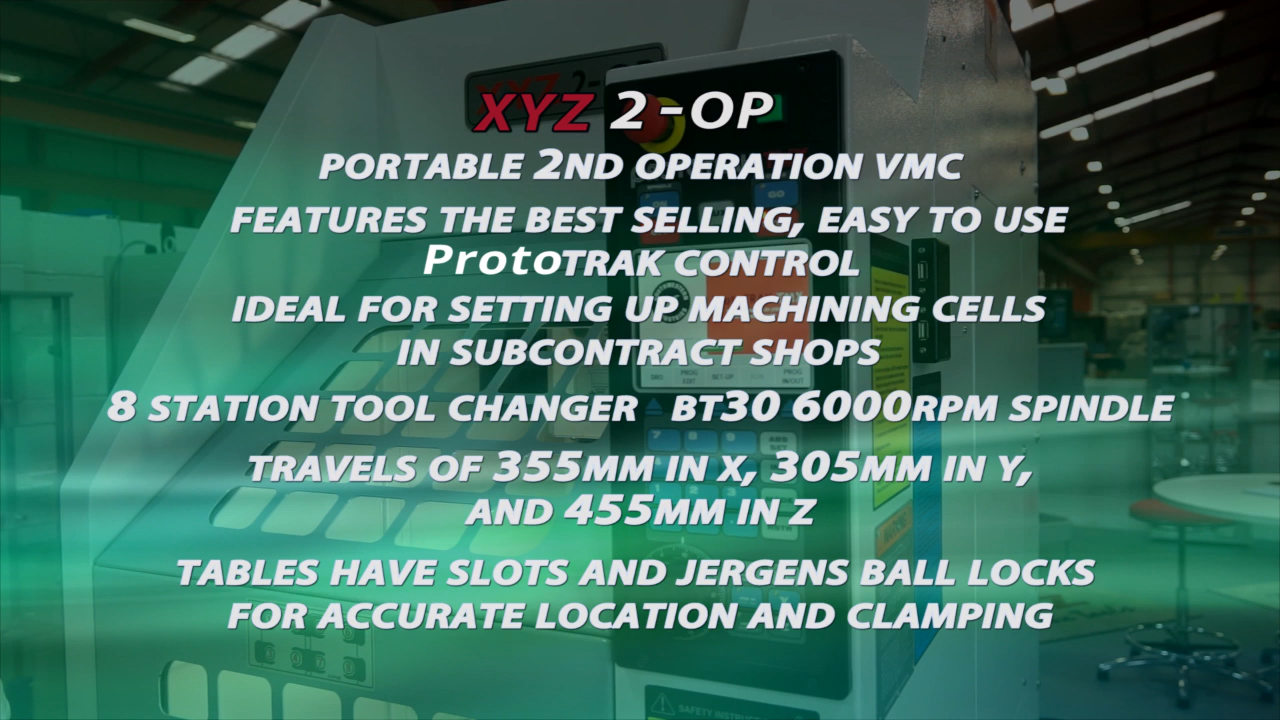 XYZ 2-OP
PORTABLE 2ND OPERATION VMC
FEATURES THE BEST SELLING, EASY TO USE
ProtoTRAK CONTROL
IDEAL FOR SETTING UP MACHINING CELLS
IN SUBCONTRACT SHOPS
8 STATION TOOL CHANGER BT30 6000RPM SPINDLE
TRAVELS OF 355MM IN X, 305MM IN Y,
AND 455MM IN Z
TABLES HAVE SLOTS AND JERGENS BALL LOCKS
FOR ACCURATE LOCATION AND CLAMPING